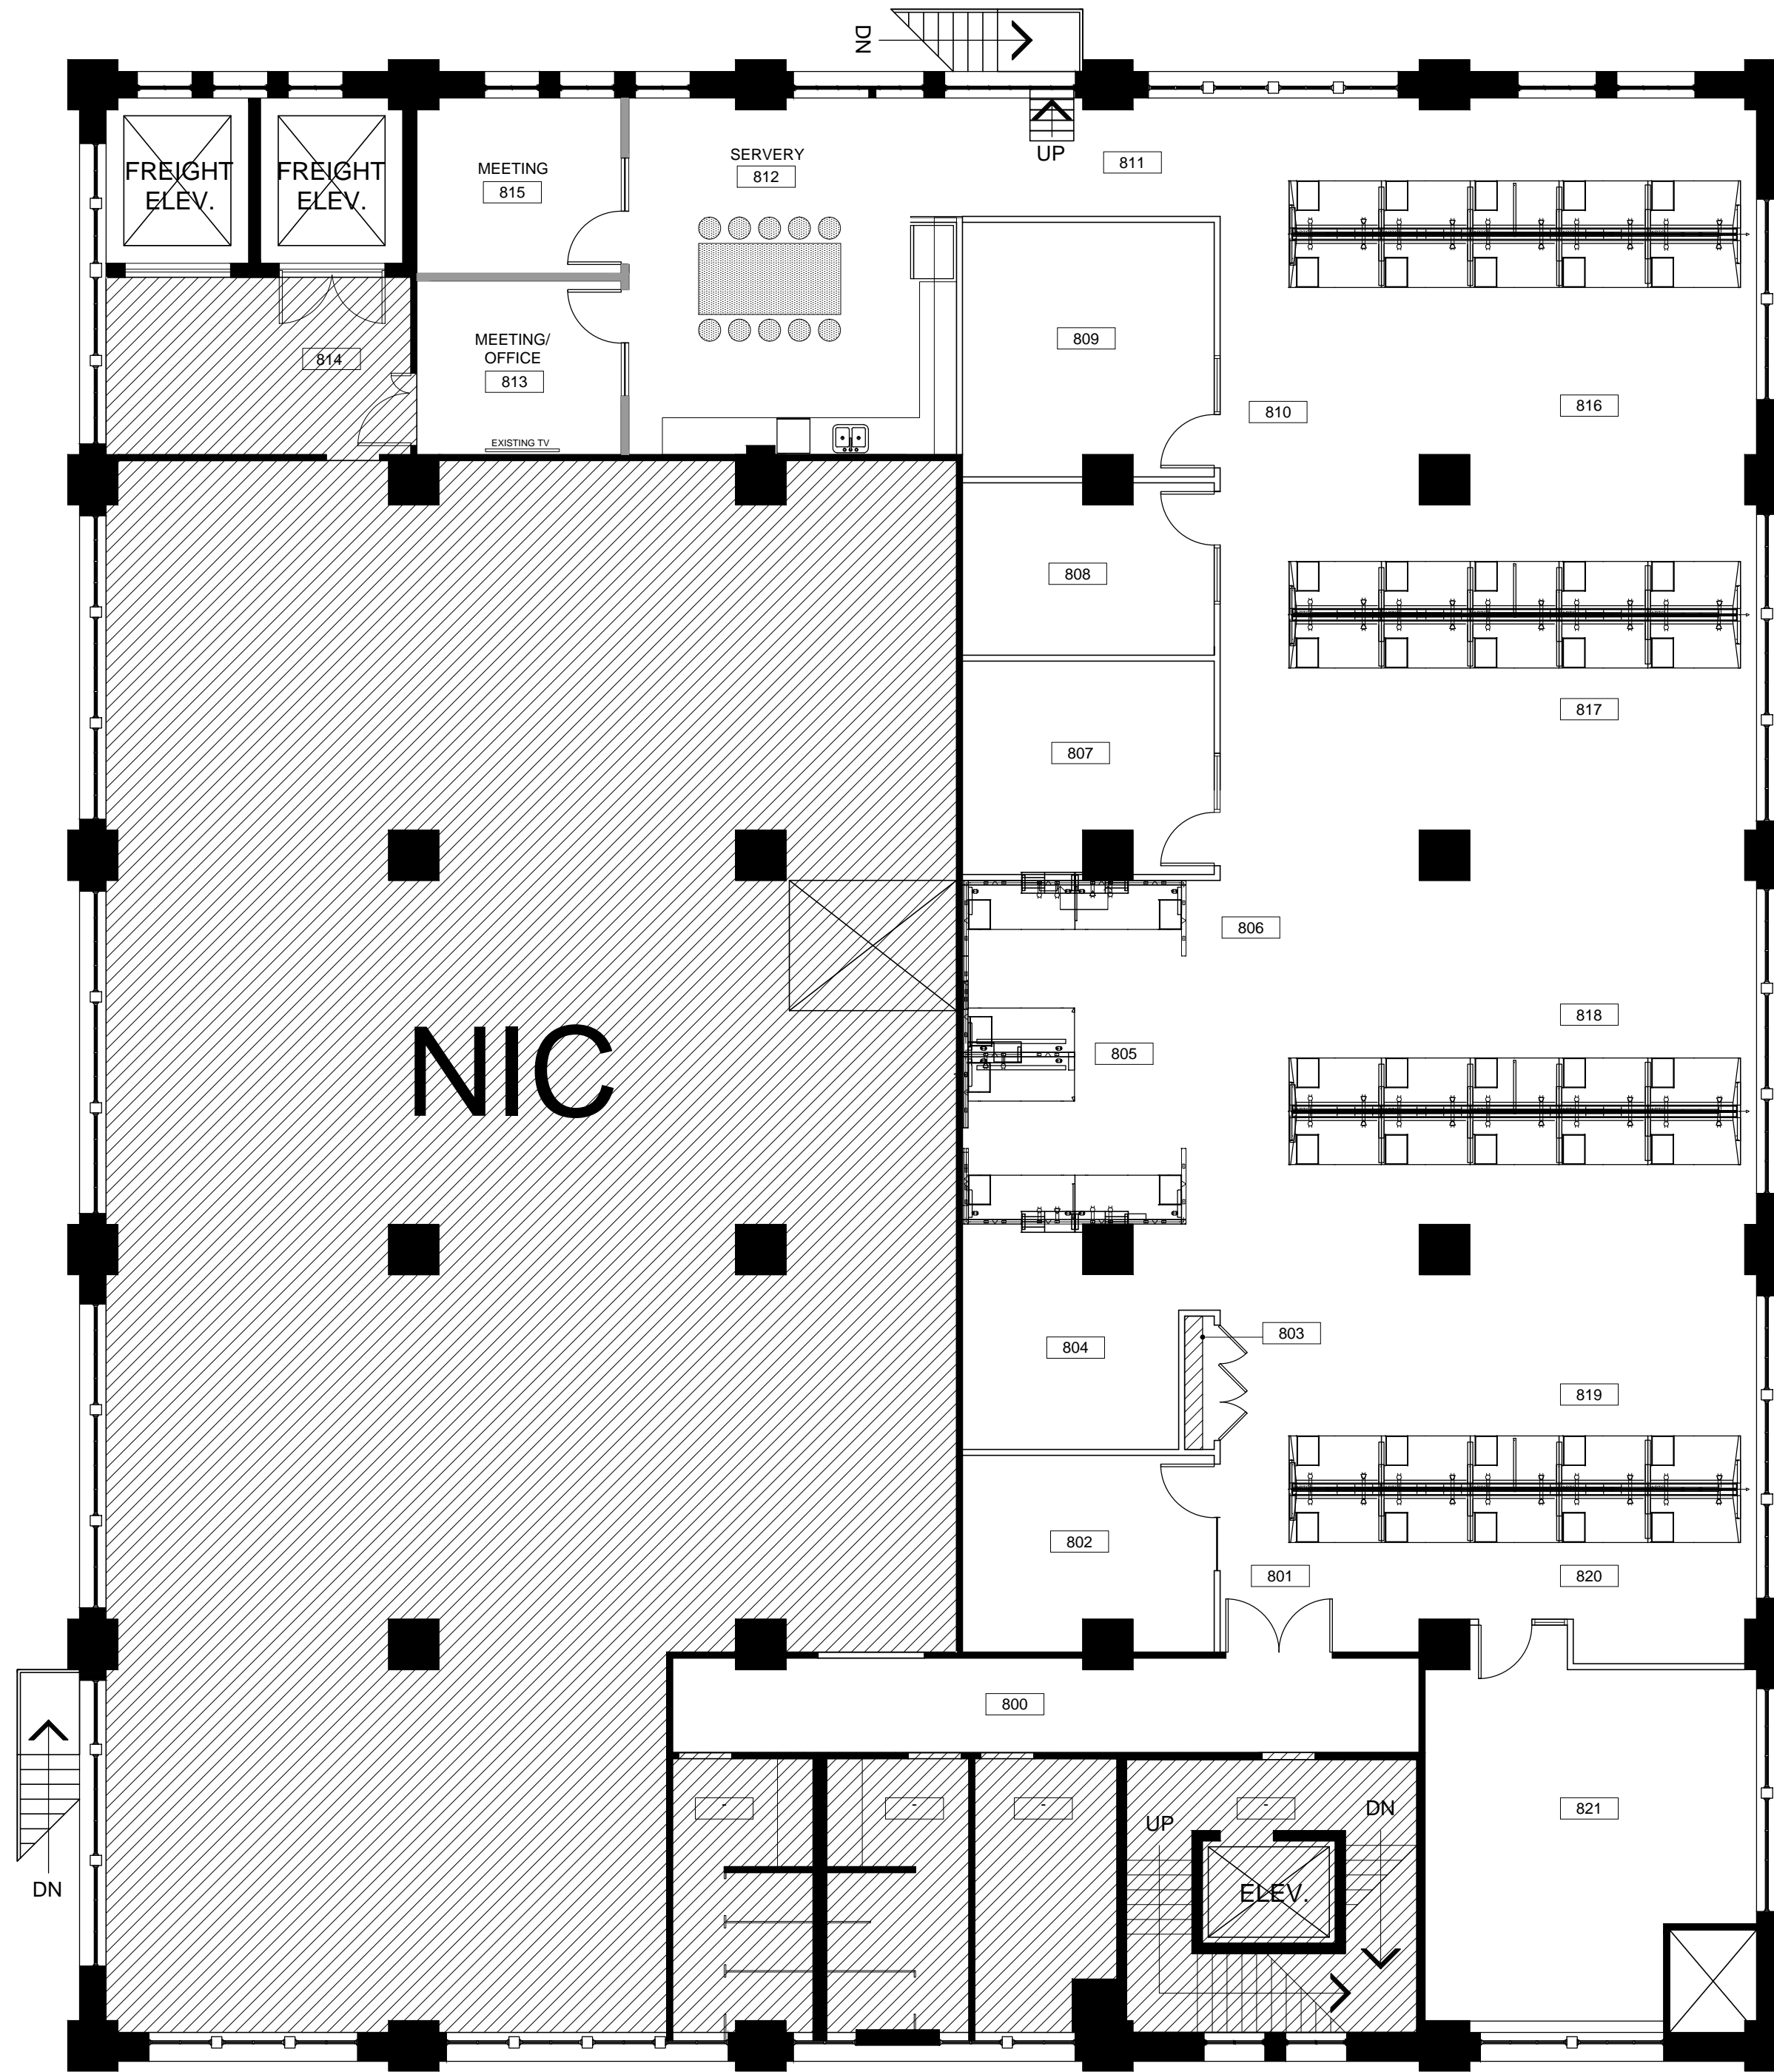 DN
FREIGHT
ELEV.
FREIGHT
ELEV.
MEETING
815
SERVERY
812
UP
811
MEETING/
OFFICE
813
814
EXISTING TV
809
810
816
808
817
807
806
NIC
805
818
804
803
819
802
801
820
800
-
-
-
-
UP
DN
ELEV.
821
DN